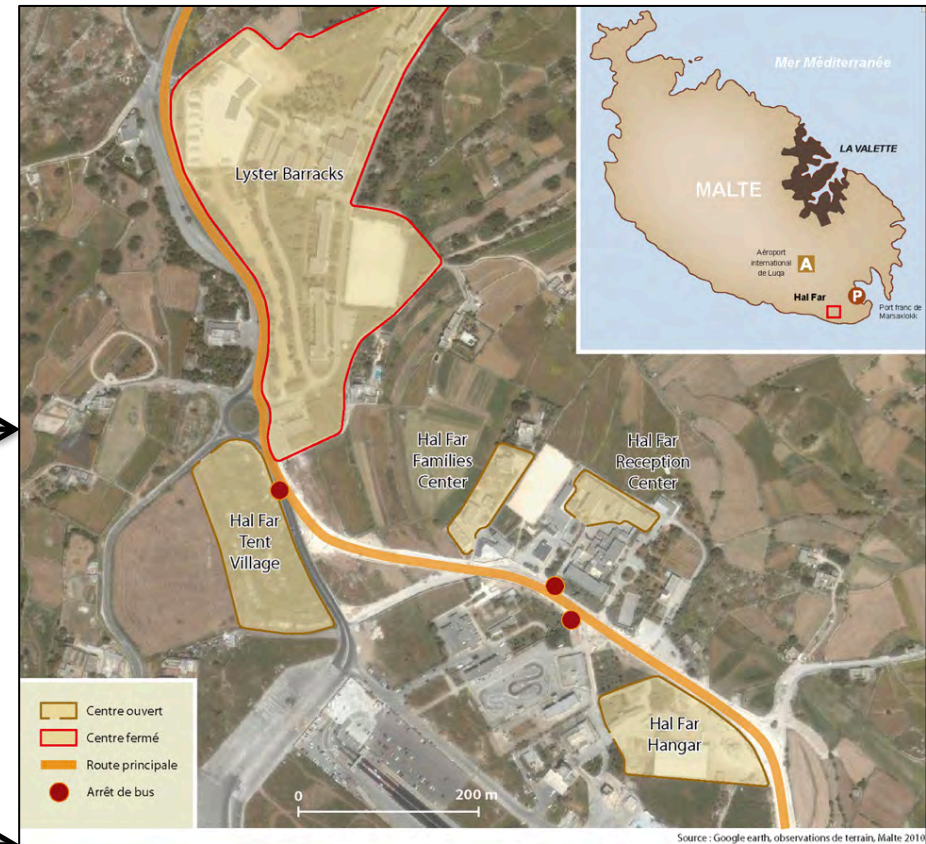 Lyster Barracks
Mer Méditerranée
LA VALETTE
MALTE
Aéroport
international
de Luqa
A
Hal Far
P
Port franc de
Marsaxlokk
Hal Far
Families
Center
Hal Far
Reception
Center
Hal Far
Tent
Village
Hal Far
Hangar
Centre ouvert
Centre fermé
Route principale
Arrêt de bus
0
200 m
Source : Google earth, observations de terrain, Malte 2010